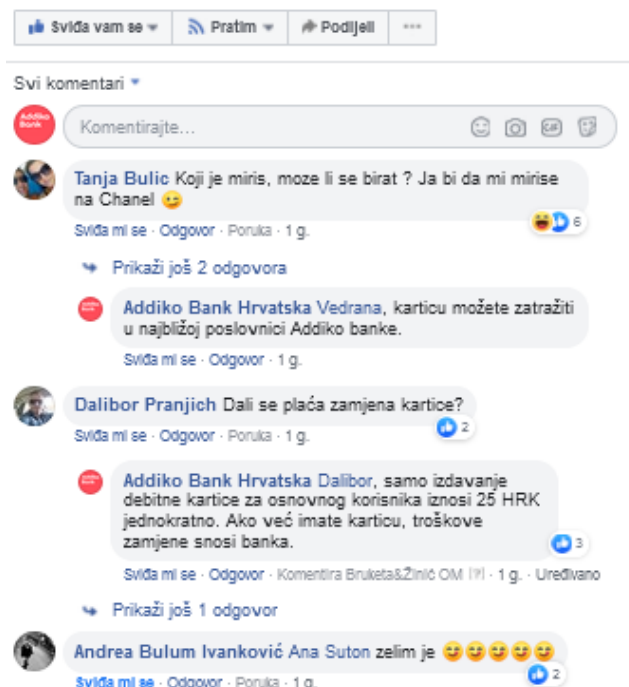 Sviđa vam se Pratim Podijeli
Svi komentari
Addiko Bank
Komentirajte... GIF
Tanja Bulic Koji je miris, moze li se birat ? Ja bi da mi mirise
na Chanel 😉
6
Sviđa mi se · Odgovor · Poruka · 1 g.
Prikaži još 2 odgovora
Addiko Bank Hrvatska Vedrana, karticu možete zatražiti
u najbližoj poslovnici Addiko banke.
Sviđa mi se · Odgovor · 1 g.
Dalibor Pranjich Dali se plaća zamjena kartice?
2
Sviđa mi se · Odgovor · Poruka · 1 g.
Addiko Bank Hrvatska Dalibor, samo izdavanje
debitne kartice za osnovnog korisnika iznosi 25 HRK
jednokratno. Ako već imate karticu, troškove
zamjene snosi banka.
3
Sviđa mi se · Odgovor · Komentira Bruketa&Žinić OM [?] · 1 g. · Uređivano
Prikaži još 1 odgovor
Andrea Bulum Ivanković Ana Suton zelim je 😋😋😋😋😋
2
Sviđa mi se · Odgovor · Poruka · 1 g.